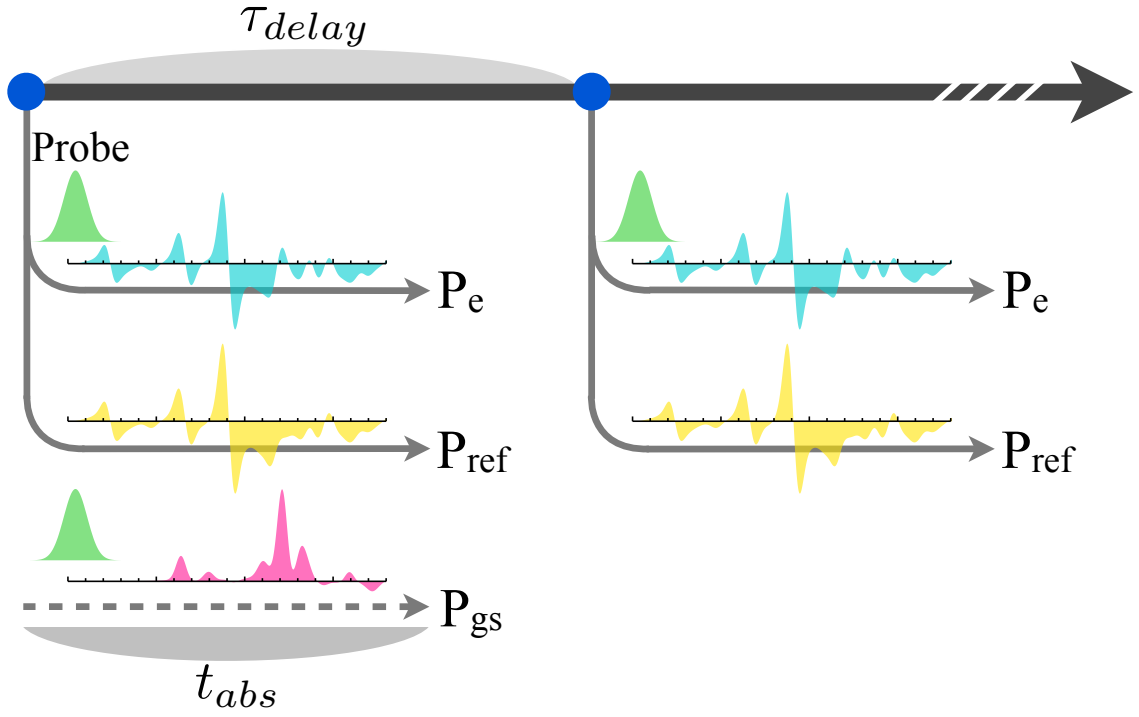 τ_delay
Probe
P_e
P_e
P_ref
P_ref
P_gs
t_abs